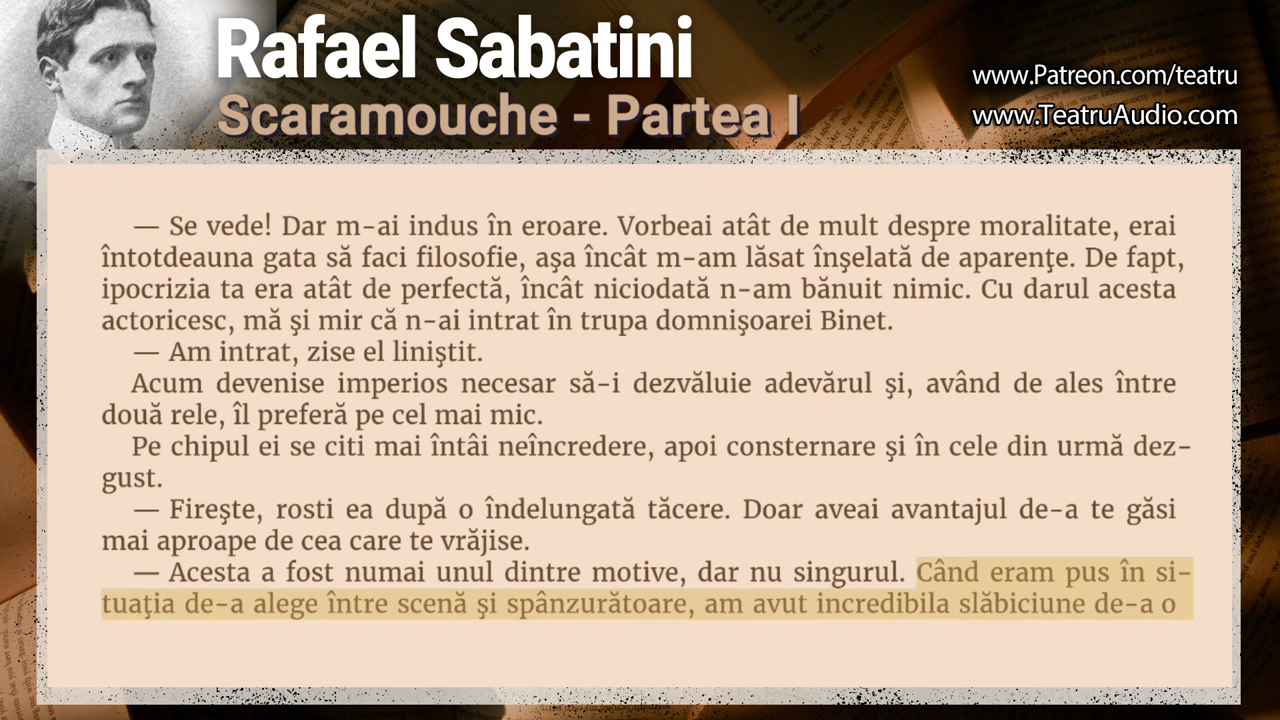 Rafael Sabatini
Scaramouche - Partea I
www.Patreon.com/teatru
www.TeatruAudio.com
— Se vede! Dar m-ai indus în eroare. Vorbeai atât de mult despre moralitate, erai
întotdeauna gata să faci filosofie, aşa încât m-am lăsat înşelată de aparenţe. De fapt,
ipocrizia ta era atât de perfectă, încât niciodată n-am bănuit nimic. Cu darul acesta
actoricesc, mă şi mir că n-ai intrat în trupa domnişoarei Binet.
— Am intrat, zise el liniştit.
Acum devenise imperios necesar să-i dezvăluie adevărul şi, având de ales între
două rele, îl preferă pe cel mai mic.
Pe chipul ei se citi mai întâi neîncredere, apoi consternare şi în cele din urmă dez-
gust.
— Fireşte, rosti ea după o îndelungată tăcere. Doar aveai avantajul de-a te găsi
mai aproape de cea care te vrăjise.
— Acesta a fost numai unul dintre motive, dar nu singurul. Când eram pus în si-
tuaţia de-a alege între scenă şi spânzurătoare, am avut incredibila slăbiciune de-a o